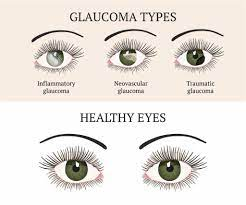 GLAUCOMA TYPES
Inflammatory glaucoma
Neovascular glaucoma
Traumatic glaucoma
HEALTHY EYES